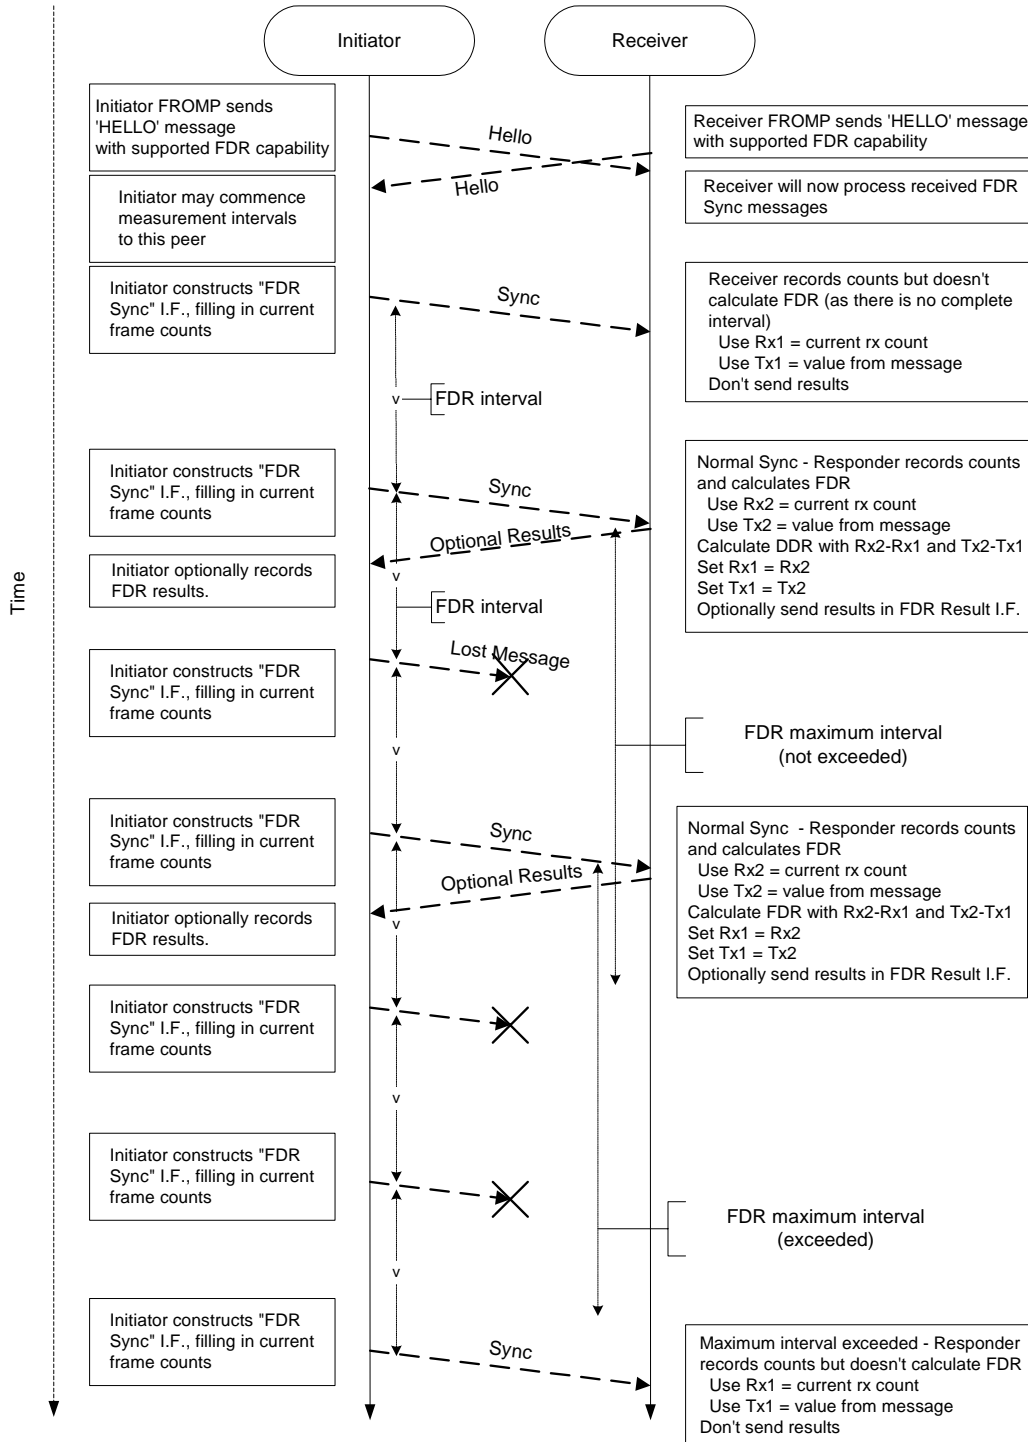 Initiator
Receiver
Initiator FROMP sends
'HELLO' message
with supported FDR capability
Hello
Receiver FROMP sends 'HELLO' message
with supported FDR capability
Hello
Initiator may commence
measurement intervals
to this peer
Receiver will now process received FDR
Sync messages
Initiator constructs "FDR
Sync" I.F., filling in current
frame counts
Sync
Receiver records counts but doesn't
calculate FDR (as there is no complete
interval)
Use Rx1 = current rx count
Use Tx1 = value from message
Don't send results
v
FDR interval
Initiator constructs "FDR
Sync" I.F., filling in current
frame counts
Sync
Normal Sync - Responder records counts
and calculates FDR
Use Rx2 = current rx count
Use Tx2 = value from message
Calculate DDR with Rx2-Rx1 and Tx2-Tx1
Set Rx1 = Rx2
Set Tx1 = Tx2
Optionally send results in FDR Result I.F.
Optional Results
Initiator optionally records
FDR results.
v
FDR interval
Time
Initiator constructs "FDR
Sync" I.F., filling in current
frame counts
Lost Message
v
FDR maximum interval
(not exceeded)
Initiator constructs "FDR
Sync" I.F., filling in current
frame counts
Sync
Normal Sync  - Responder records counts
and calculates FDR
Use Rx2 = current rx count
Use Tx2 = value from message
Calculate FDR with Rx2-Rx1 and Tx2-Tx1
Set Rx1 = Rx2
Set Tx1 = Tx2
Optionally send results in FDR Result I.F.
Optional Results
Initiator optionally records
FDR results.
v
Initiator constructs "FDR
Sync" I.F., filling in current
frame counts
v
Initiator constructs "FDR
Sync" I.F., filling in current
frame counts
FDR maximum interval
(exceeded)
v
Initiator constructs "FDR
Sync" I.F., filling in current
frame counts
Sync
Maximum interval exceeded - Responder
records counts but doesn't calculate FDR
Use Rx1 = current rx count
Use Tx1 = value from message
Don't send results